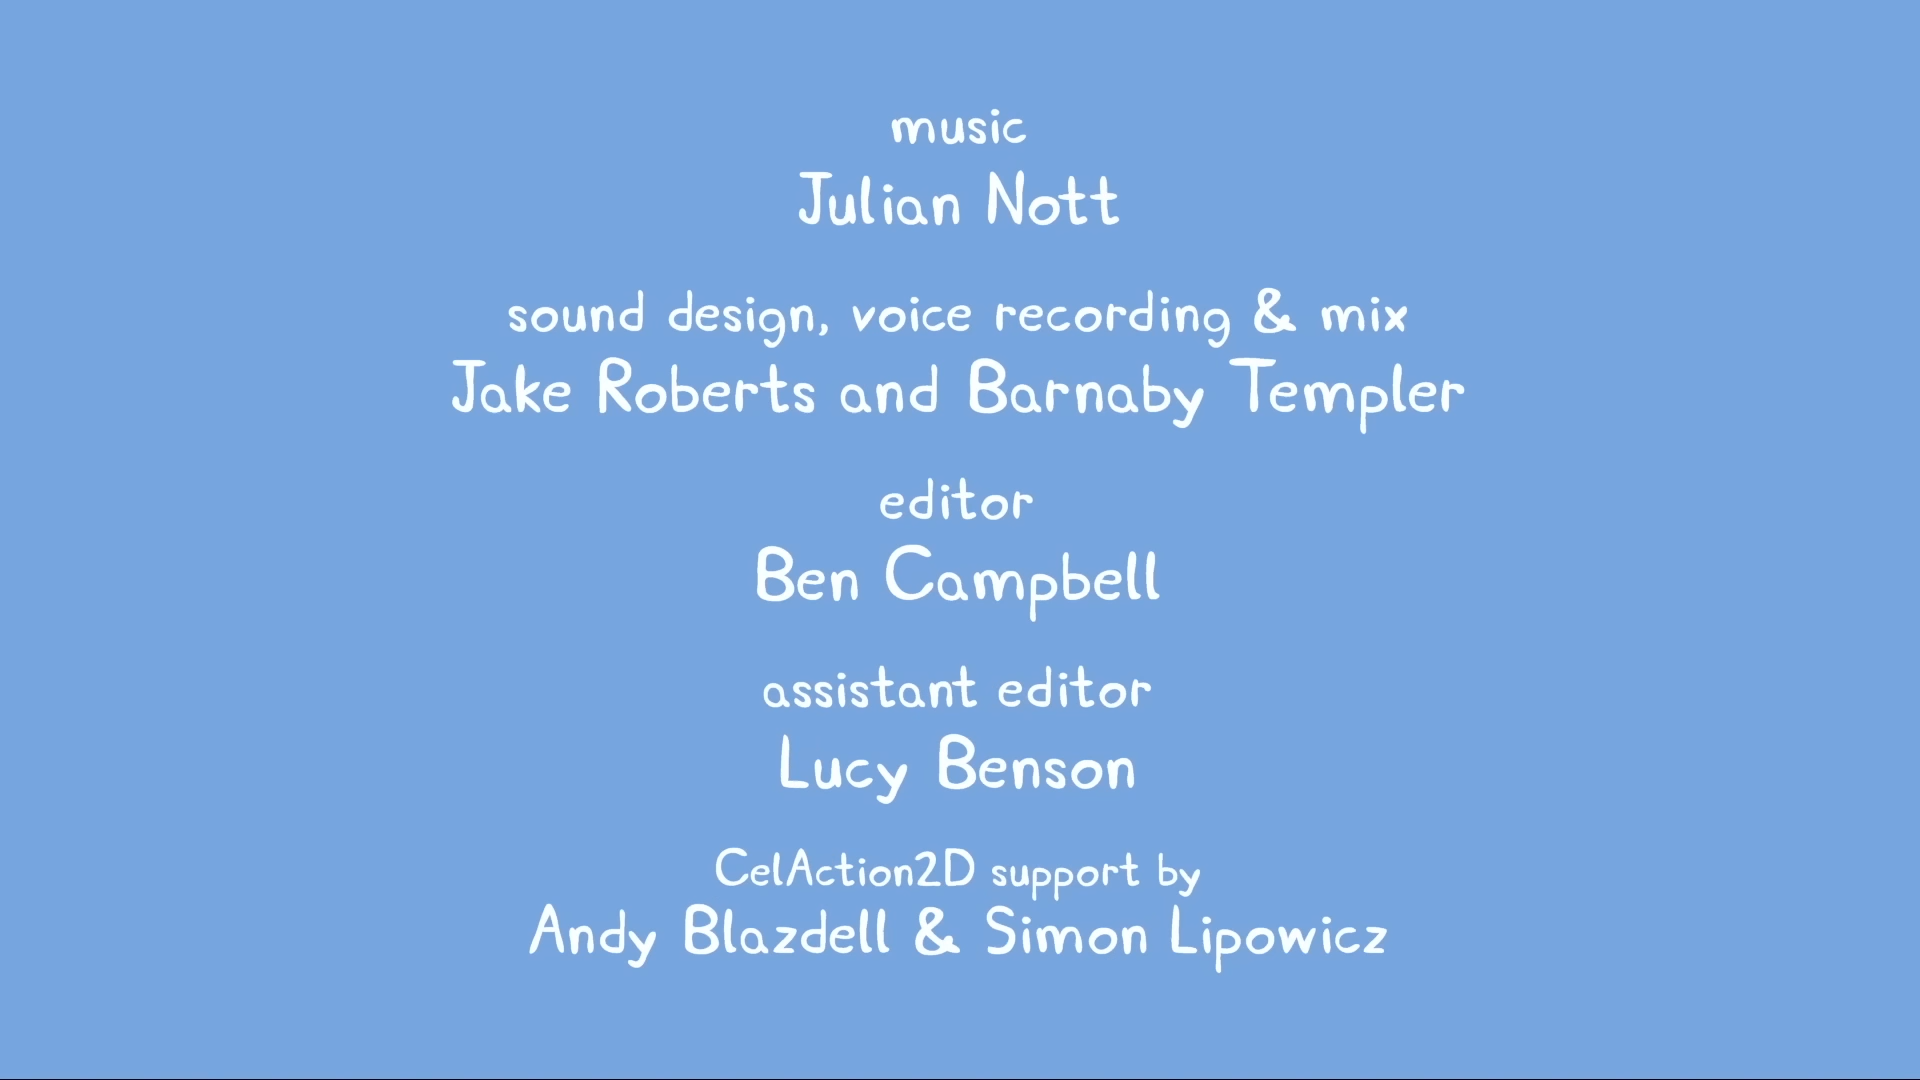 music
Julian Nott
sound design, voice recording & mix
Jake Roberts and Barnaby Templer
editor
Ben Campbell
assistant editor
Lucy Benson
CelAction2D support by
Andy Blazdell & Simon Lipowicz